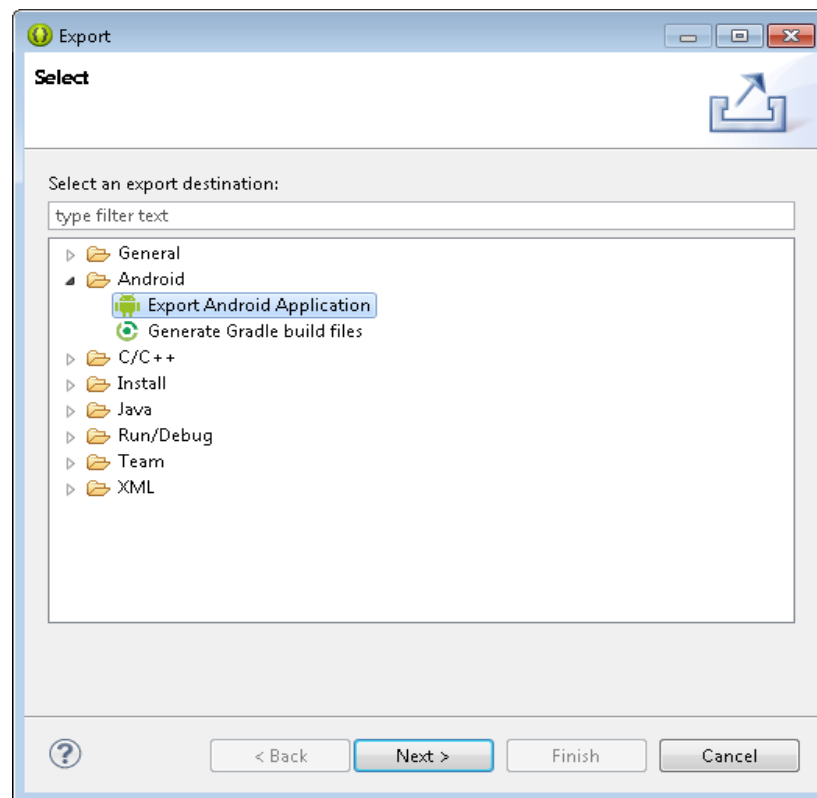 Export
Select
Select an export destination:
type filter text
General
Android
Export Android Application
Generate Gradle build files
C/C++
Install
Java
Run/Debug
Team
XML
?
< Back
Next >
Finish
Cancel